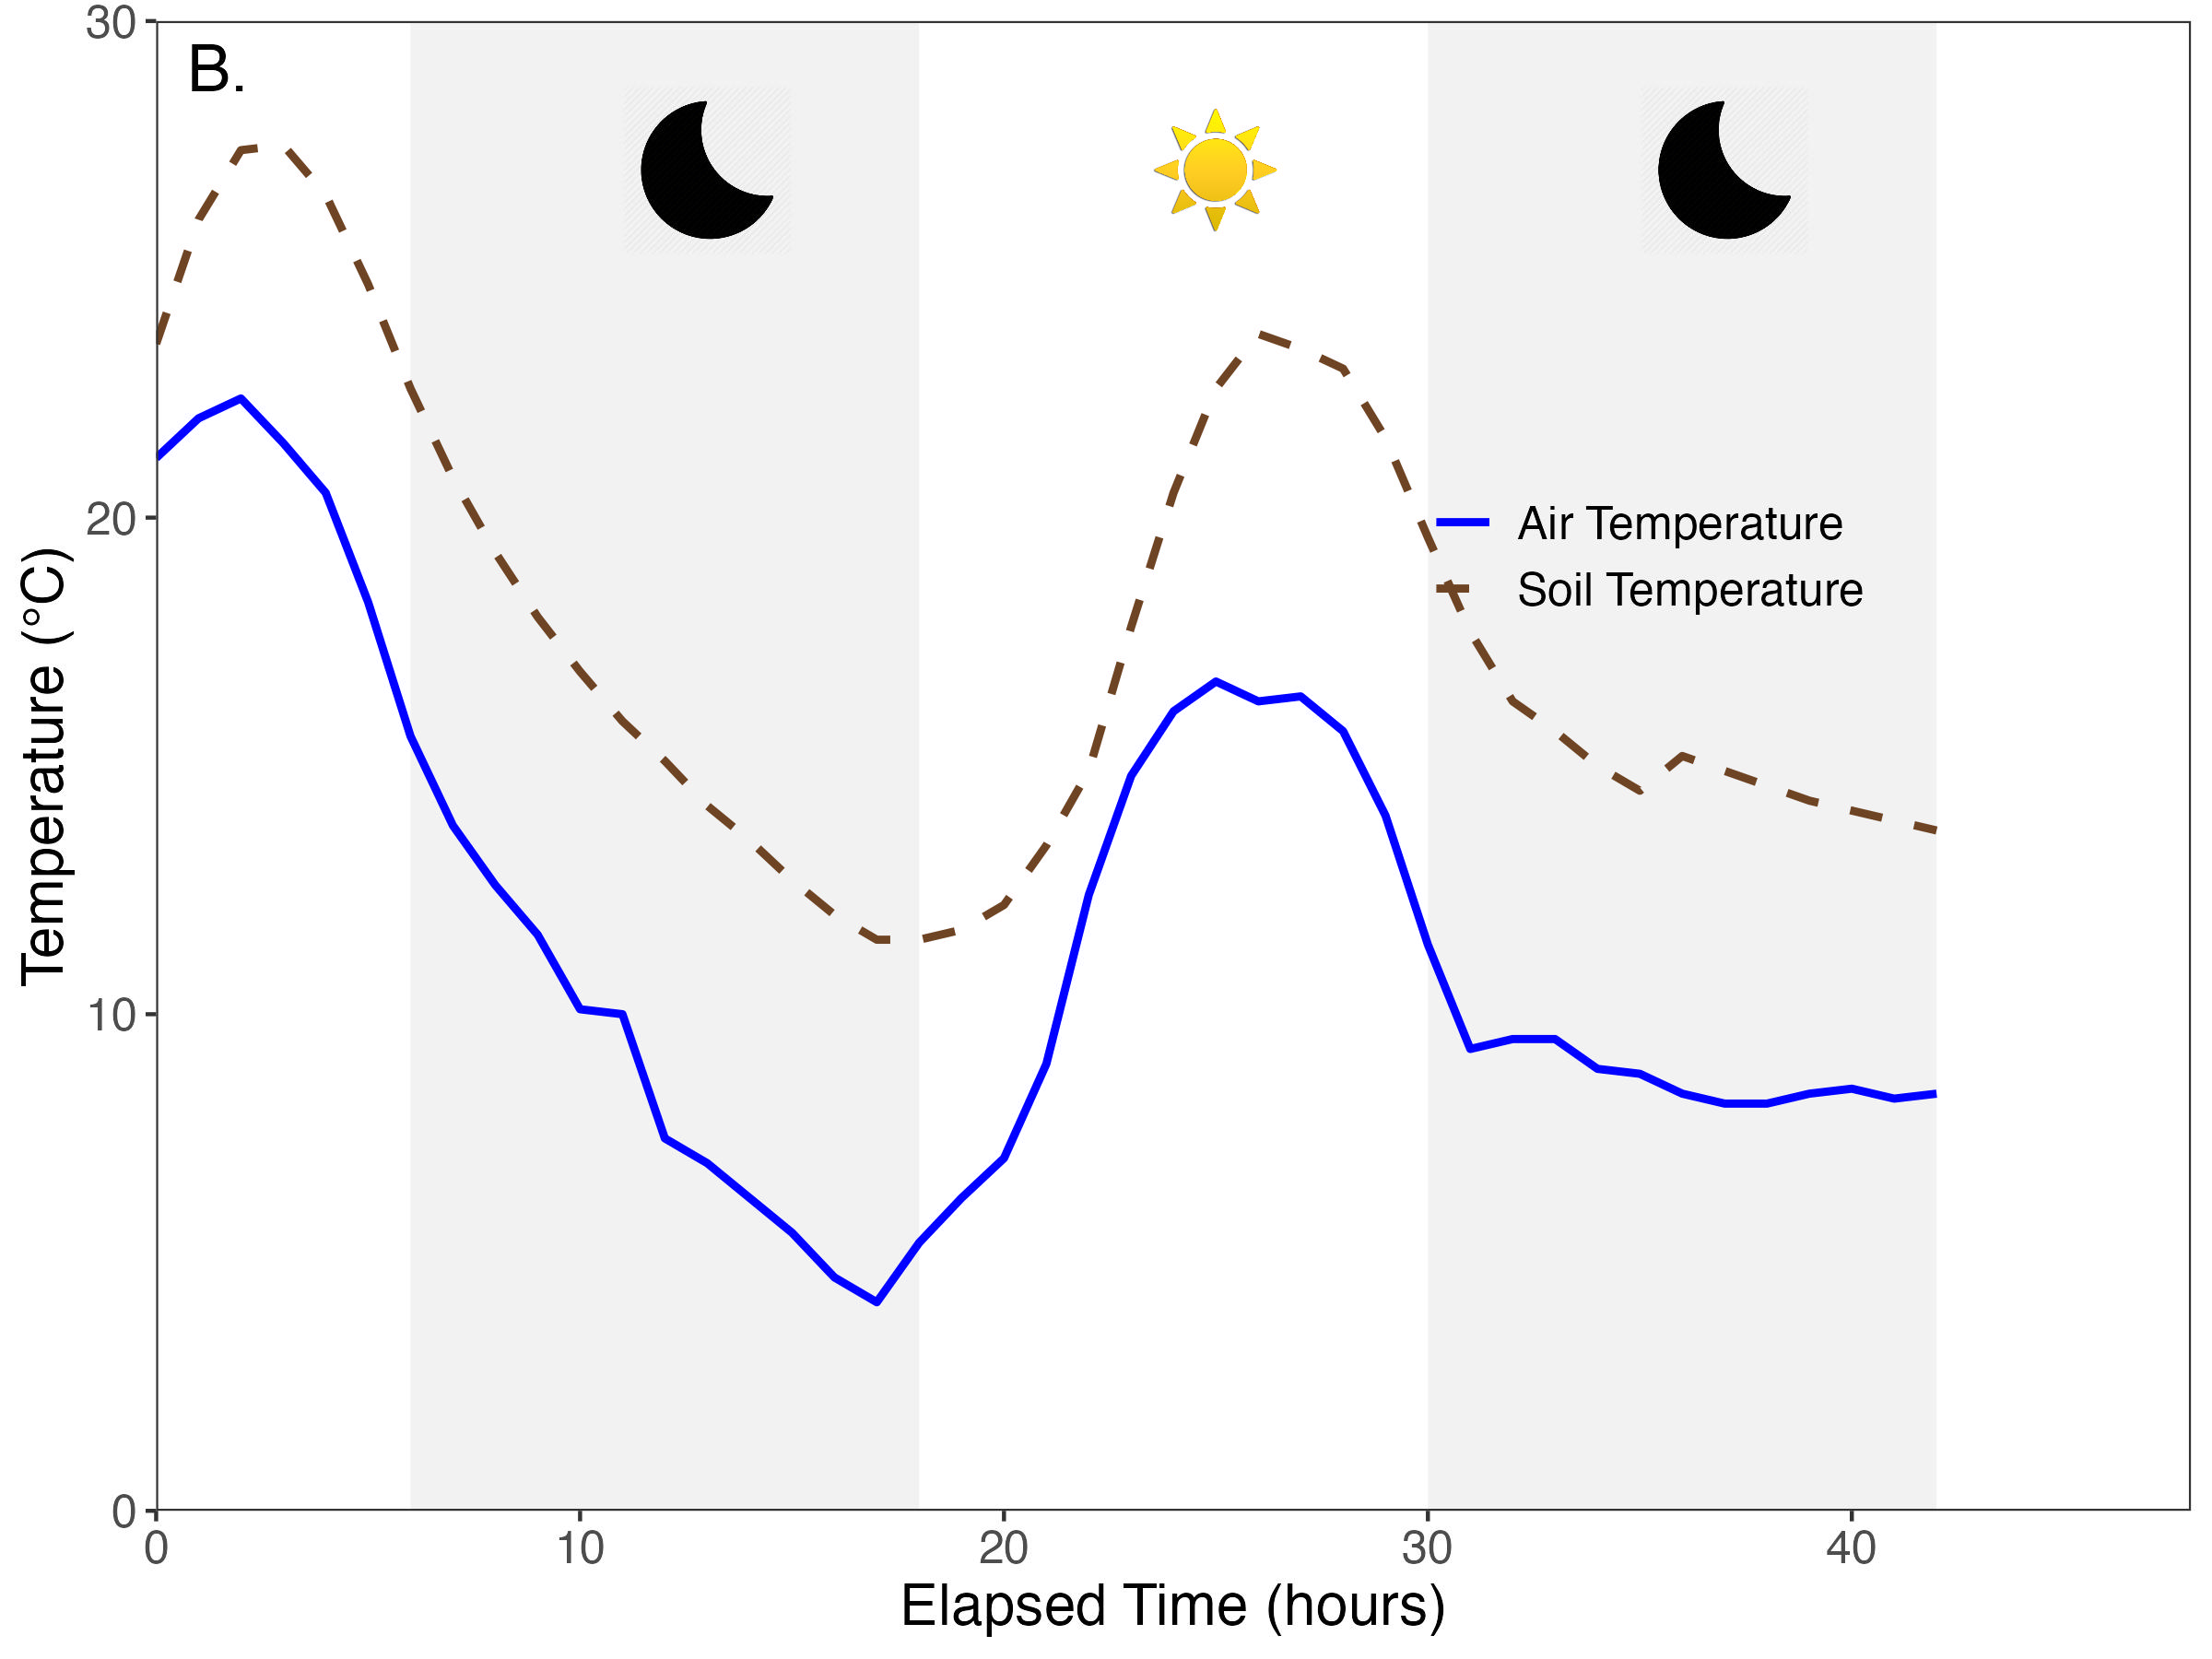 B.
30
20
10
0
Temperature (°C)
Air Temperature
Soil Temperature
0 10 20 30 40
Elapsed Time (hours)